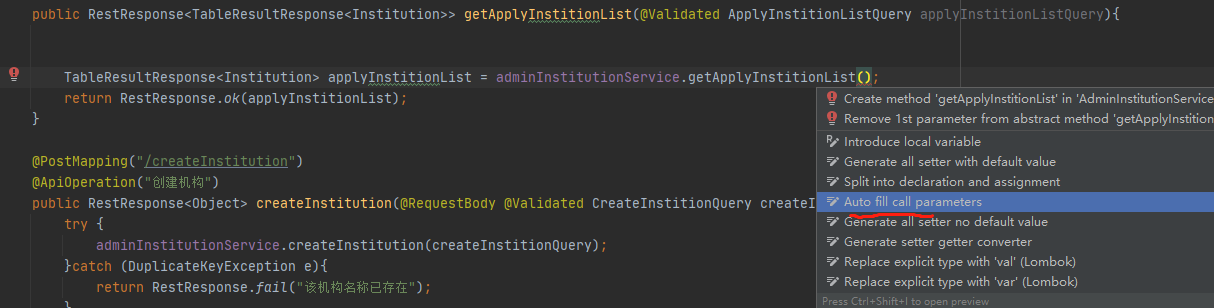 public RestResponse<TableResultResponse<Institution>> getApplyInstitionList(@Validated ApplyInstitionListQuery applyInstitionListQuery){
TableResultResponse<Institution> applyInstitionList = adminInstitutionService.getApplyInstitionList();
return RestResponse.ok(applyInstitionList);
}
@PostMapping("/createInstitution")
@ApiOperation("创建机构")
public RestResponse<Object> createInstitution(@RequestBody @Validated CreateInstitionQuery createI
try {
adminInstitutionService.createInstitution(createInstitionQuery);
}catch (DuplicateKeyException e){
return RestResponse.fail("该机构名称已存在");
Create method 'getApplyInstitionList' in 'AdminInstitutionService
Remove 1st parameter from abstract method 'getApplyInstition
Introduce local variable
Generate all setter with default value
Split into declaration and assignment
Auto fill call parameters
Generate all setter no default value
Generate setter getter converter
Replace explicit type with 'val' (Lombok)
Replace explicit type with 'var' (Lombok)
Press Ctrl+Shift+I to open preview